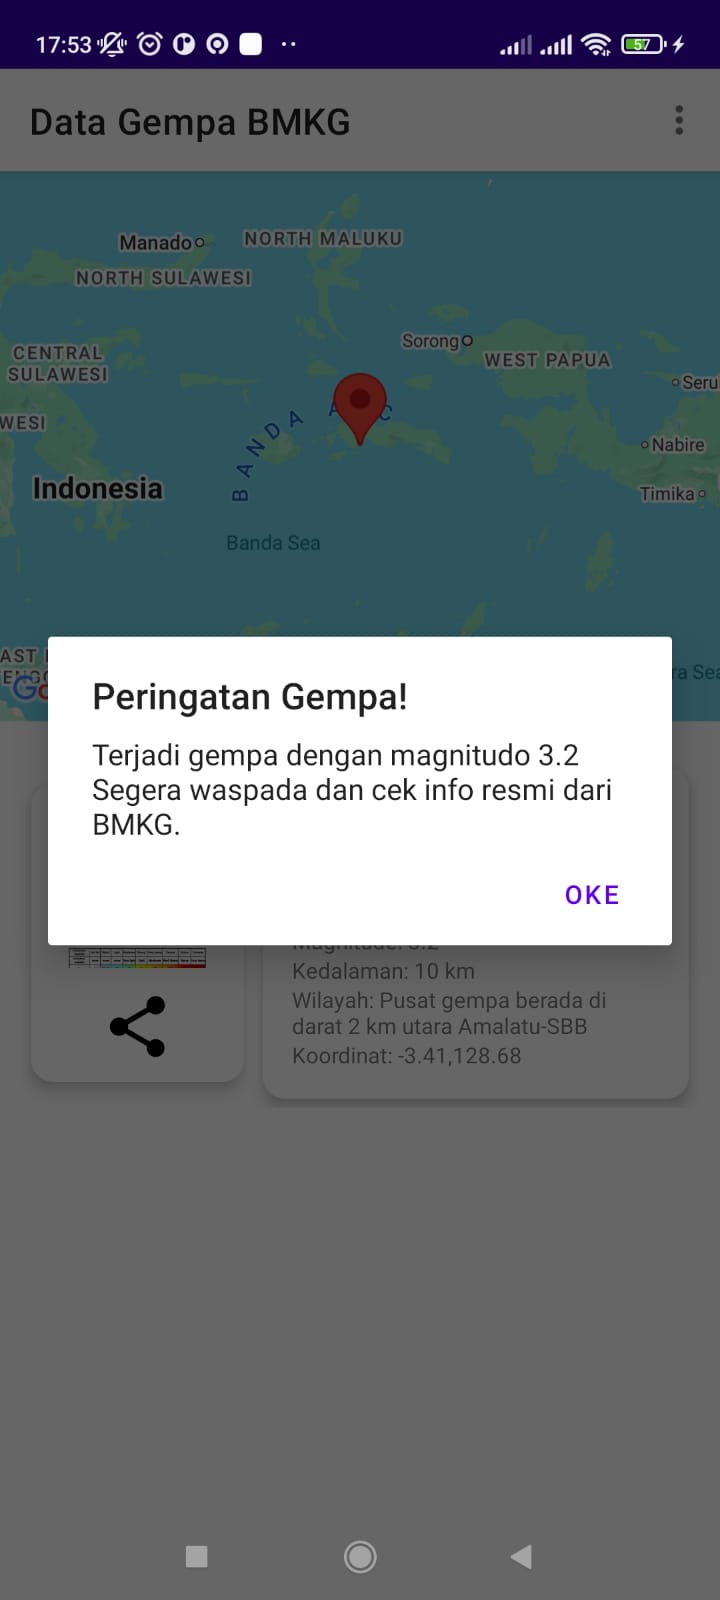 17:53
57
Data Gempa BMKG
Manado
NORTH MALUKU
NORTH SULAWESI
CENTRAL
SULAWESI
Sorong
WEST PAPUA
Seru
WESI
BANDA
Nabire
Indonesia
Timika
Banda Sea
AST
ra Sea
Peringatan Gempa!
Terjadi gempa dengan magnitudo 3.2
Segera waspada dan cek info resmi dari
BMKG.
OKE
Magnitude: 3.2
Kedalaman: 10 km
Wilayah: Pusat gempa berada di
darat 2 km utara Amalatu-SBB
Koordinat: -3.41,128.68